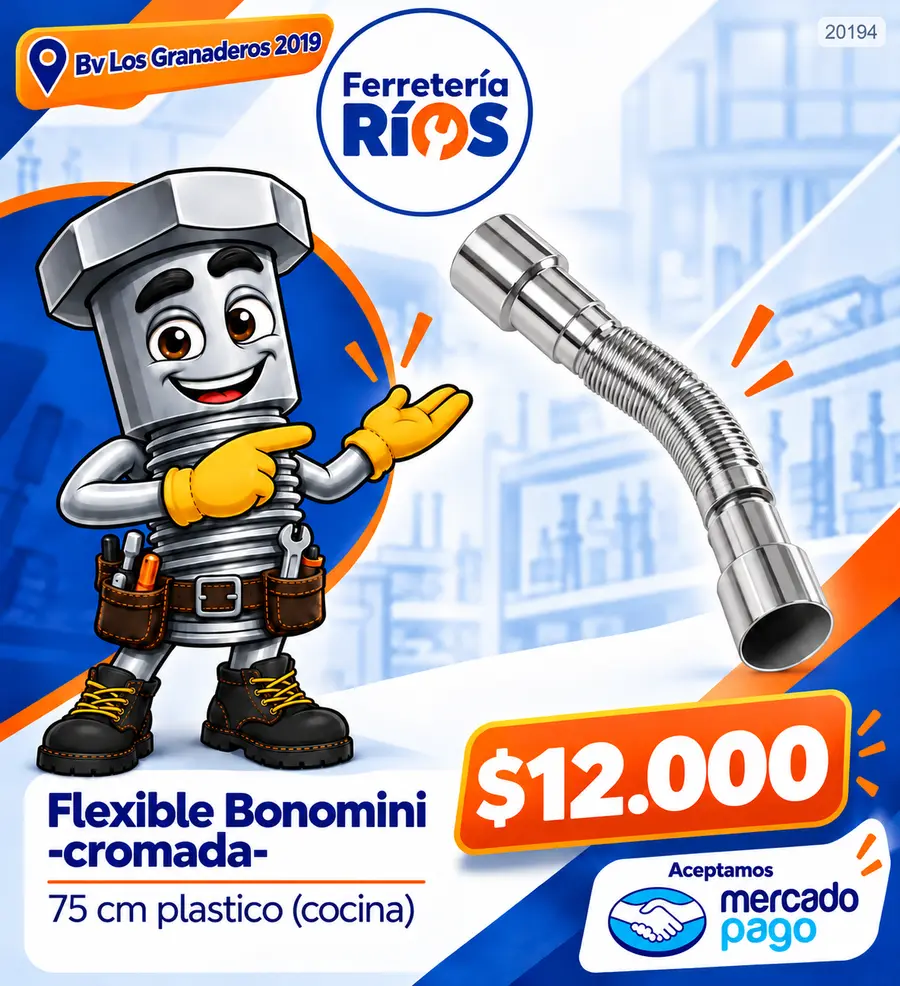 Bv Los Granaderos 2019
Ferretería
RÍOS
20194
$12.000
Flexible Bonomini
-cromada-
75 cm plastico (cocina)
Aceptamos
mercado
pago